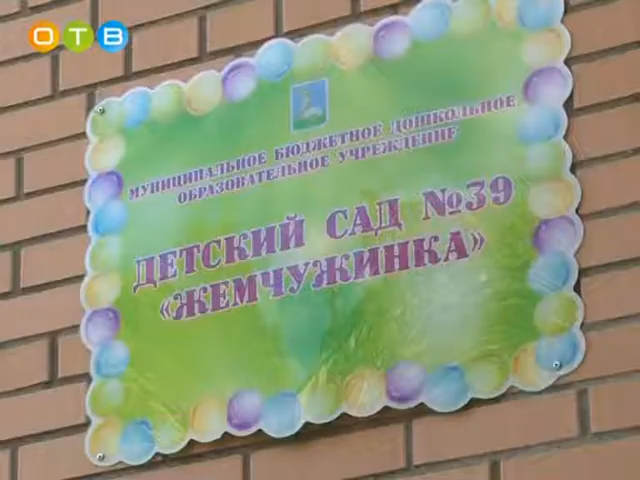 ОТВ
МУНИЦИПАЛЬНОЕ БЮДЖЕТНОЕ ДОШКОЛЬНОЕ
ОБРАЗОВАТЕЛЬНОЕ УЧРЕЖДЕНИЕ
ДЕТСКИЙ САД №39
«ЖЕМЧУЖИНКА»